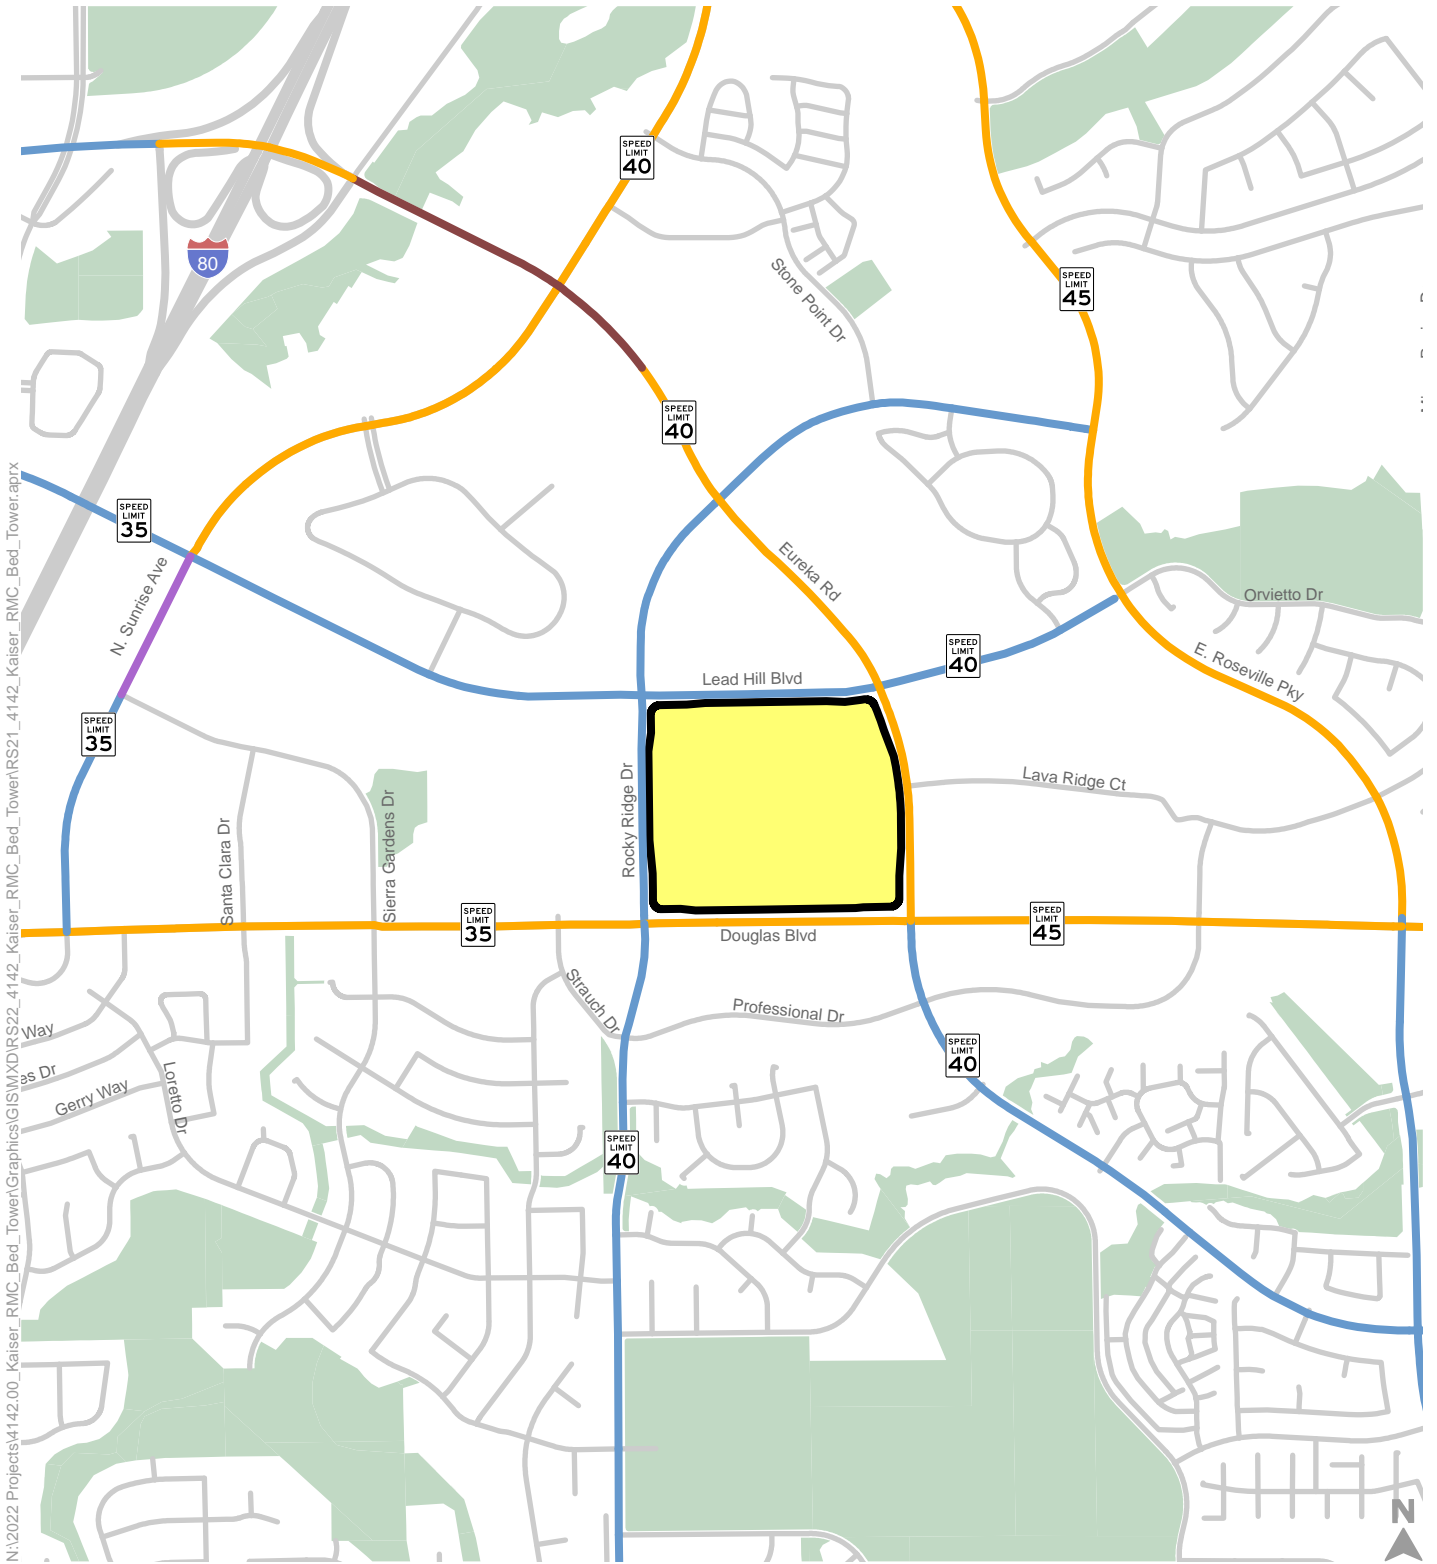 SPEED
LIMIT
40
80
SPEED
LIMIT
45
Stone Point Dr
SPEED
LIMIT
40
SPEED
LIMIT
35
Eureka Rd
N. Sunrise Ave
Orvietto Dr
SPEED
LIMIT
40
E. Roseville Pky
Lead Hill Blvd
SPEED
LIMIT
35
Rocky Ridge Dr
Lava Ridge Ct
Santa Clara Dr
Sierra Gardens Dr
SPEED
LIMIT
35
SPEED
LIMIT
45
Douglas Blvd
Strauch Dr
Professional Dr
Way
es Dr
Gerry Way
Loretto Dr
SPEED
LIMIT
40
SPEED
LIMIT
40
N:\2022 Projects\4142.00_Kaiser_RMC_Bed_Tower\Graphics\GIS\MXD\RS22_4142_Kaiser_RMC_Bed_Tower\RS21_4142_Kaiser_RMC_Bed_Tower.aprx
N